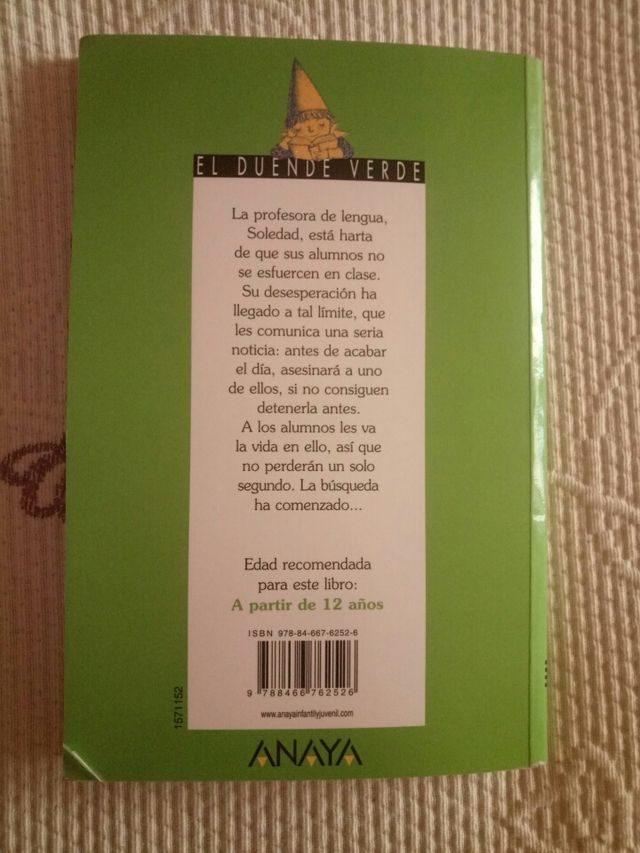 EL DUENDE VERDE
La profesora de lengua,
Soledad, está harta
de que sus alumnos no
se esfuercen en clase.
Su desesperación ha
llegado a tal límite, que
les comunica una seria
noticia: antes de acabar
el día, asesinará a uno
de ellos, si no consiguen
detenerla antes.
A los alumnos les va
la vida en ello, así que
no perderán un solo
segundo. La búsqueda
ha comenzado...
Edad recomendada
para este libro:
A partir de 12 años
ISBN 978-84-667-6252-6
9 788466 762526
www.anayainfantilyjuvenil.com
1571152
ANAYA